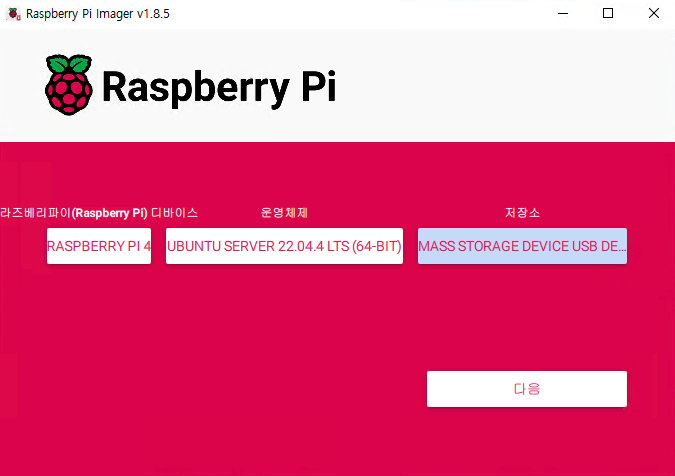 Raspberry Pi Imager v1.8.5
Raspberry Pi
라즈베리파이(Raspberry Pi) 디바이스 운영체제 저장소
RASPBERRY PI 4 UBUNTU SERVER 22.04.4 LTS (64-BIT) MASS STORAGE DEVICE USB DE...
다음